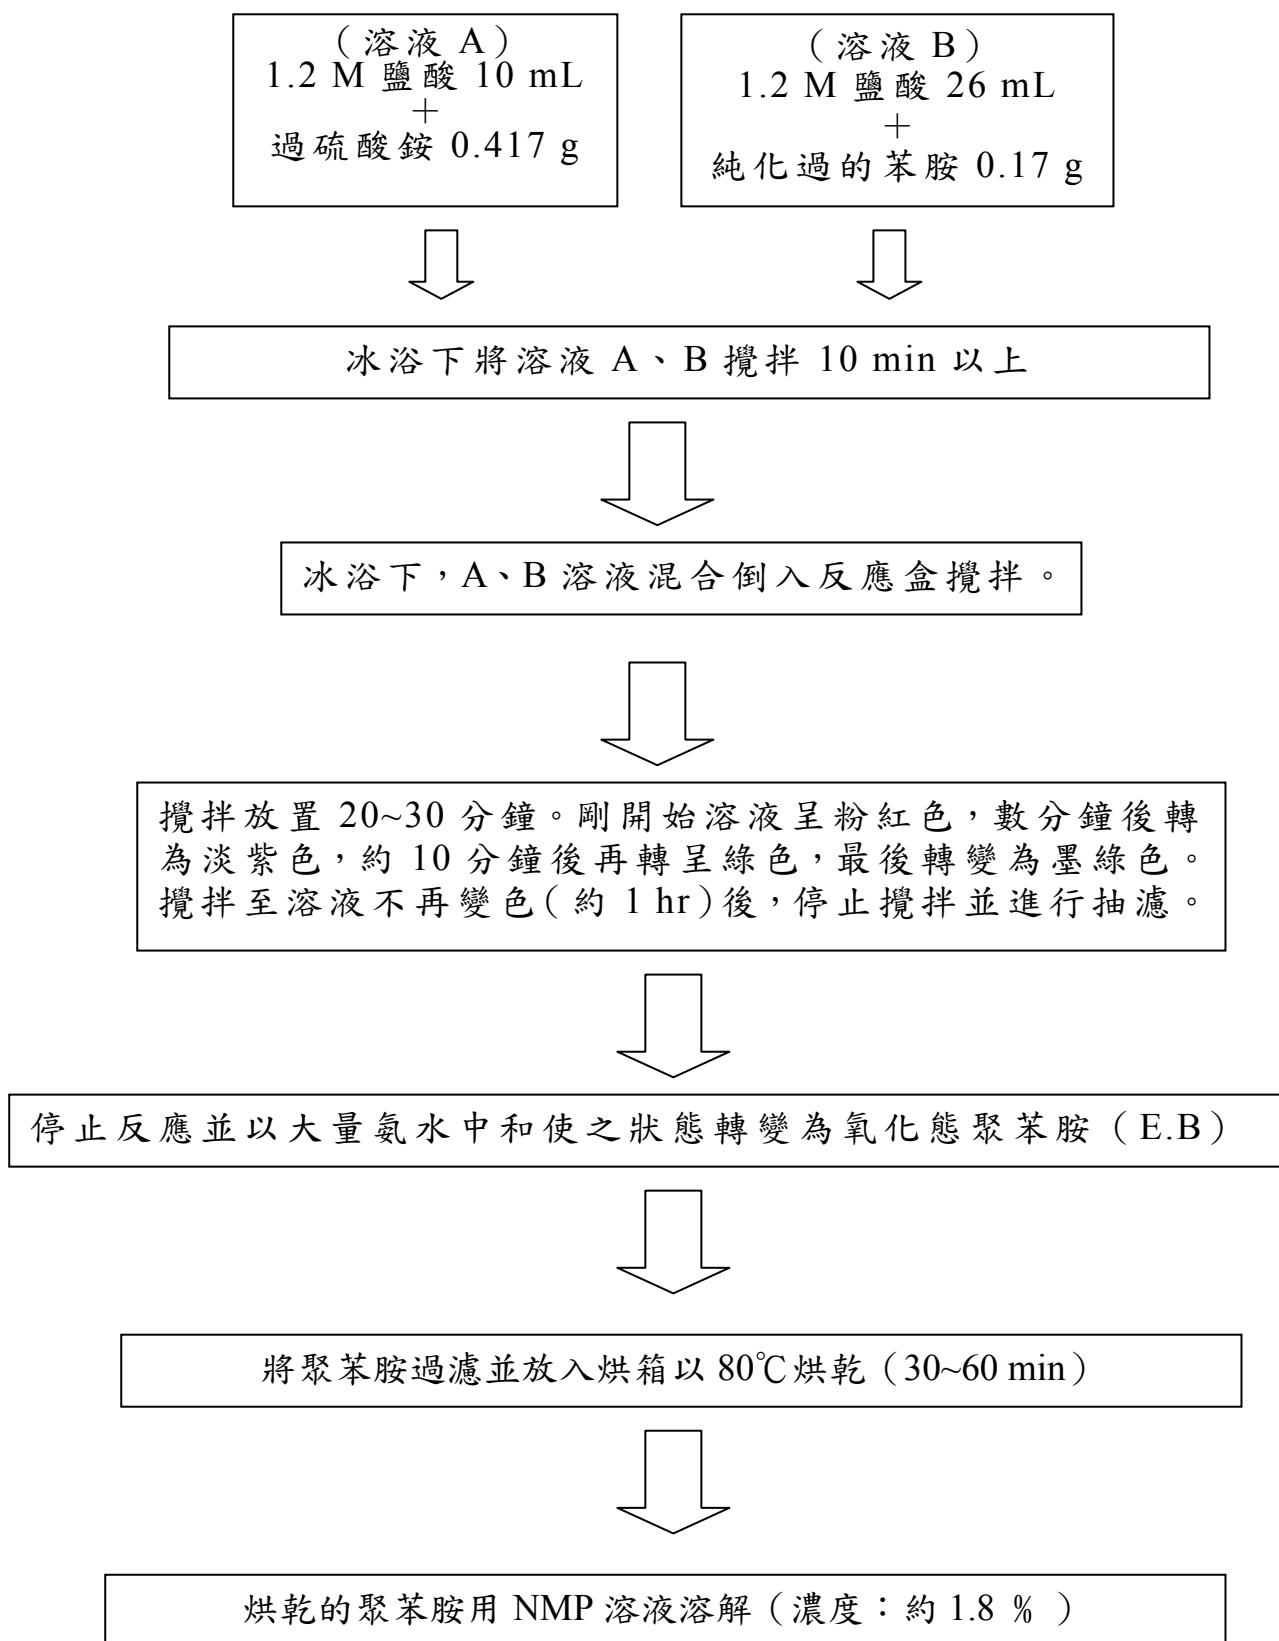 （溶液 A）
1.2 M 鹽酸 10 mL
＋
過硫酸銨 0.417 g
（溶液 B）
1.2 M 鹽酸 26 mL
＋
純化過的苯胺 0.17 g
冰浴下將溶液 A、B 攪拌 10 min 以上
冰浴下，A、B 溶液混合倒入反應盒攪拌。
攪拌放置 20~30 分鐘。剛開始溶液呈粉紅色，數分鐘後轉
為淡紫色，約 10 分鐘後再轉呈綠色，最後轉變為墨綠色。
攪拌至溶液不再變色（約 1 hr）後，停止攪拌並進行抽濾。
停止反應並以大量氨水中和使之狀態轉變為氧化態聚苯胺（E.B）
將聚苯胺過濾並放入烘箱以 80℃烘乾（30~60 min）
烘乾的聚苯胺用 NMP 溶液溶解（濃度：約 1.8 %）